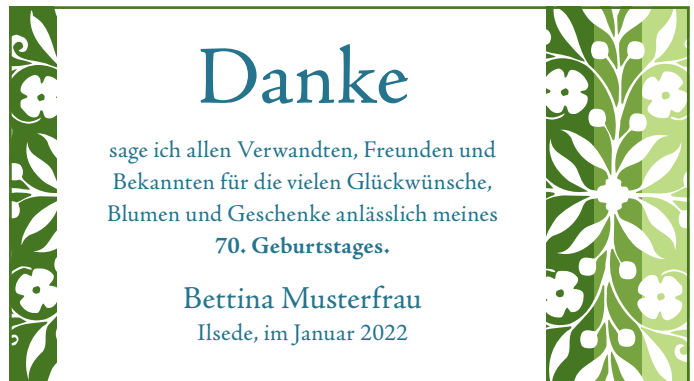 Danke
sage ich allen Verwandten, Freunden und
Bekannten für die vielen Glückwünsche,
Blumen und Geschenke anlässlich meines
70. Geburtstages.
Bettina Musterfrau
Ilsede, im Januar 2022